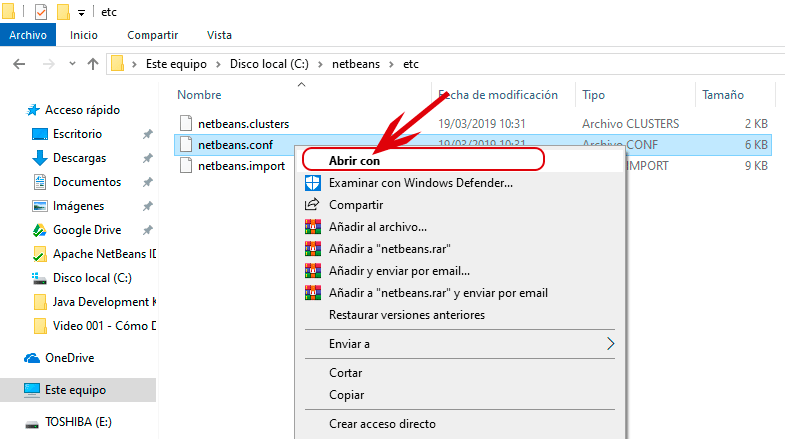 etc
Archivo Inicio Compartir Vista
Este equipo Disco local (C:) netbeans etc
Nombre Fecha de modificación Tipo Tamaño
Acceso rápido
Escritorio
Descargas
Documentos
Imágenes
Google Drive
Apache NetBeans ID
Disco local (C:)
Java Development K
Video 001 - Cómo D
OneDrive
Este equipo
TOSHIBA (E:)
netbeans.clusters 19/03/2019 10:31 Archivo CLUSTERS 2 KB
netbeans.conf 19/03/2019 10:31 Archivo CONF 6 KB
netbeans.import IMPORT 9 KB
Abrir con
Examinar con Windows Defender...
Compartir
Añadir al archivo...
Añadir a "netbeans.rar"
Añadir y enviar por email...
Añadir a "netbeans.rar" y enviar por email
Restaurar versiones anteriores
Enviar a
Cortar
Copiar
Crear acceso directo